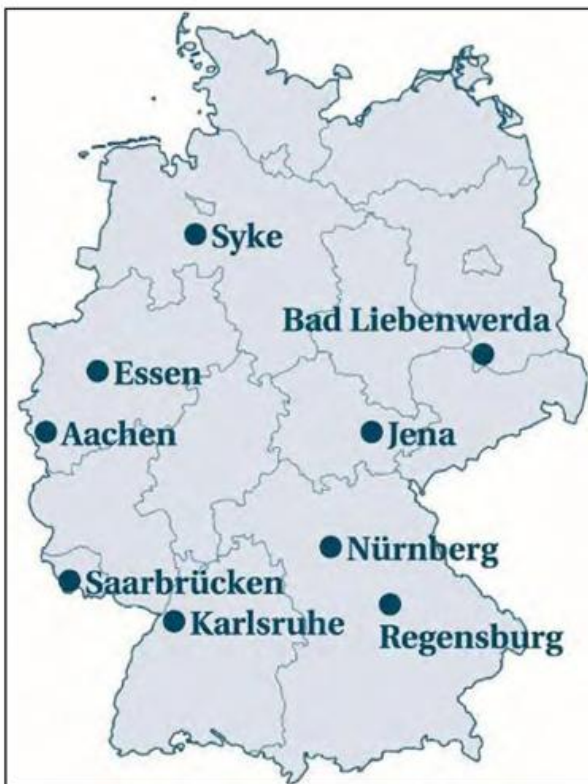 Syke
Bad Liebenwerda
Essen
Aachen
Jena
Nürnberg
Saarbrücken
Karlsruhe
Regensburg